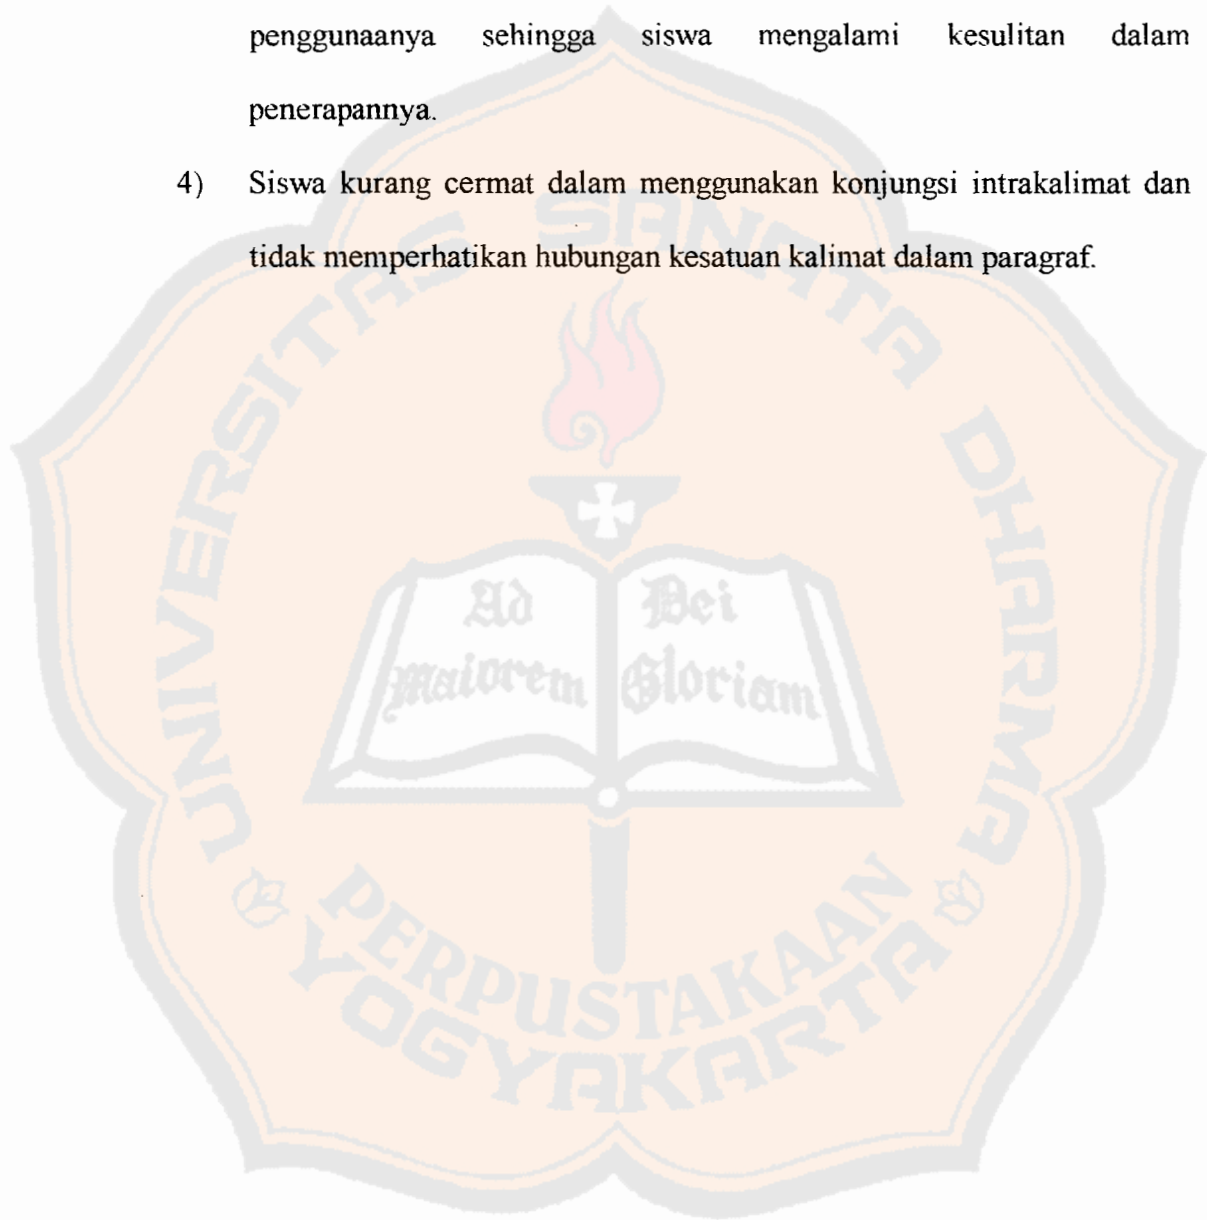 penggunaanya sehingga siswa mengalami kesulitan dalam
penerapannya.
4) Siswa kurang cermat dalam menggunakan konjungsi intrakalimat dan
tidak memperhatikan hubungan kesatuan kalimat dalam paragraf.
UNIVERSITAS SANATA DHARMA
Ad Dei
Maiorem Gloriam
PERPUSTAKAAN
YOGYAKARTA